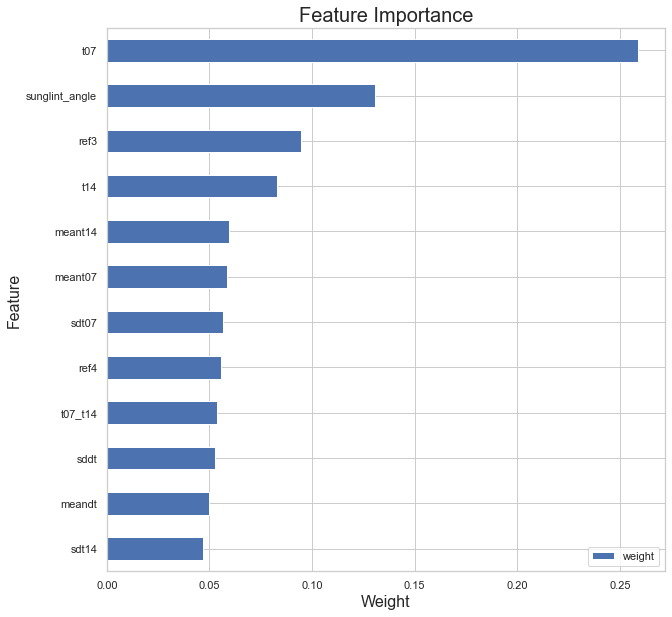 Feature Importance
t07
sunglint_angle
ref3
t14
meant14
meant07
sdt07
ref4
t07_t14
sddt
meandt
sdt14
Feature
weight
0.00 0.05 0.10 0.15 0.20 0.25
Weight